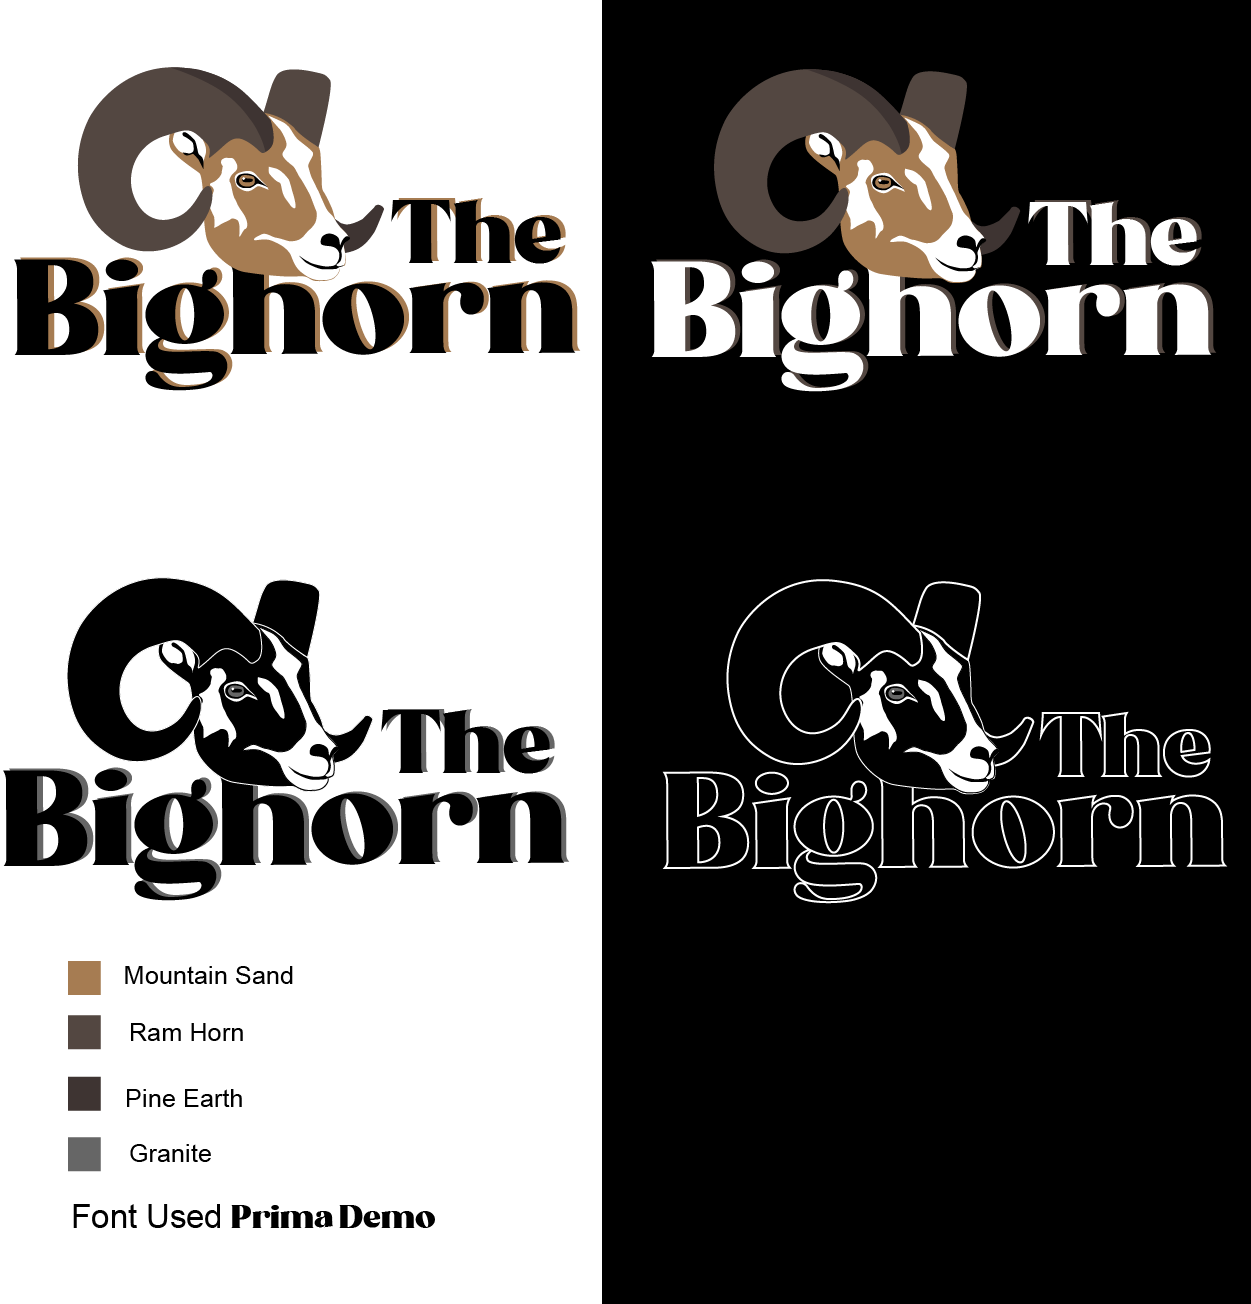 The
Bighorn
The
Bighorn
The
Bighorn
The
Bighorn
Mountain Sand
Ram Horn
Pine Earth
Granite
Font Used Prima Demo